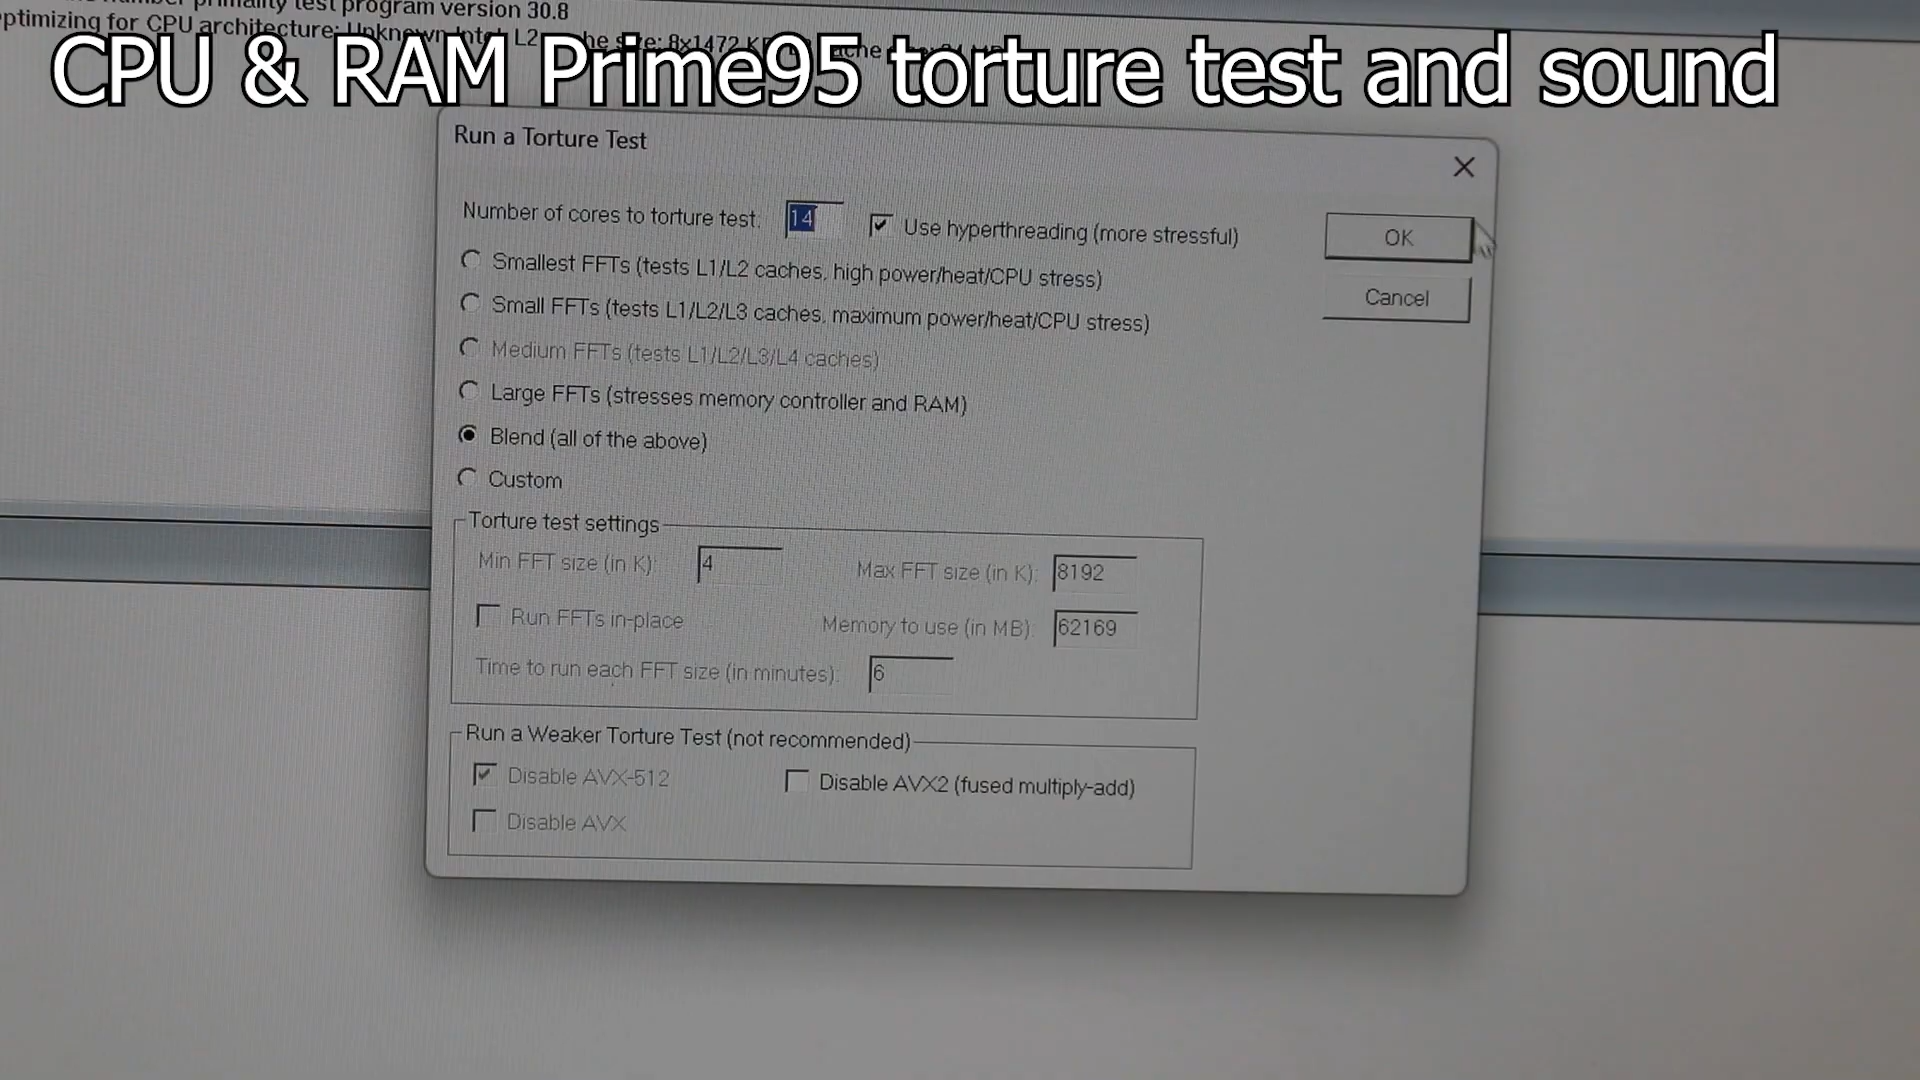 primality test program version 30.8
optimizing for CPU architecture: Unknown Intel, L2
CPU & RAM Prime95 torture test and sound
Run a Torture Test
Number of cores to torture test: 14 Use hyperthreading (more stressful) OK
Smallest FFTs (tests L1/L2 caches, high power/heat/CPU stress)
Cancel
Small FFTs (tests L1/L2/L3 caches, maximum power/heat/CPU stress)
Medium FFTs (tests L1/L2/L3/L4 caches)
Large FFTs (stresses memory controller and RAM)
Blend (all of the above)
Custom
Torture test settings
Min FFT size (in K): 4 Max FFT size (in K): 8192
Run FFTs in-place Memory to use (in MB): 62169
Time to run each FFT size (in minutes): 6
Run a Weaker Torture Test (not recommended)
Disable AVX-512 Disable AVX2 (fused multiply-add)
Disable AVX